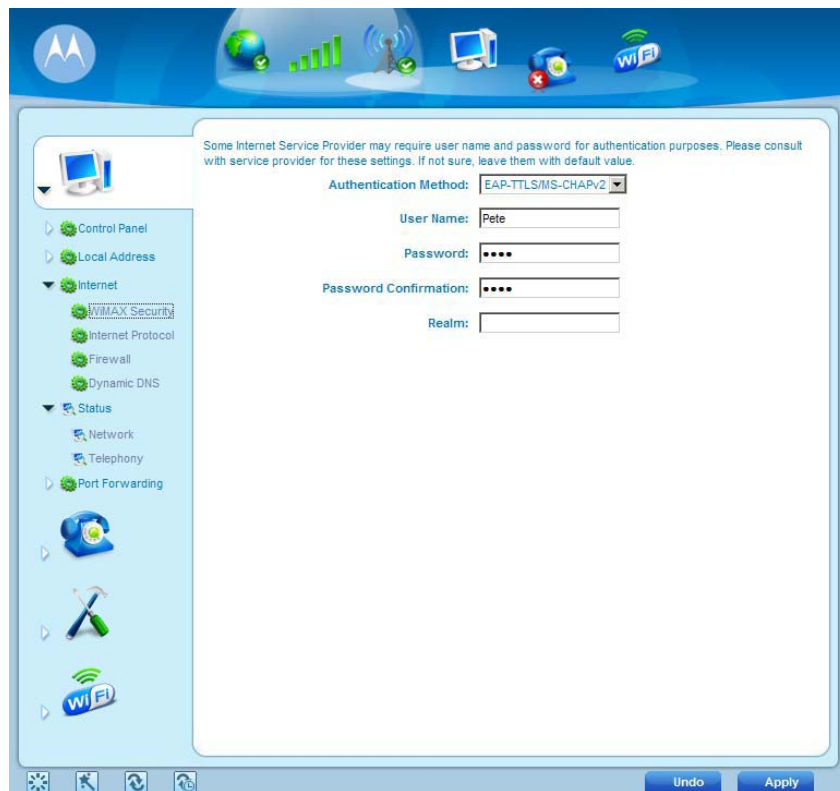 WiFi
Some Internet Service Provider may require user name and password for authentication purposes. Please consult
with service provider for these settings. If not sure, leave them with default value.
Authentication Method: EAP-TTLS/MS-CHAPv2
User Name: Pete
Password: ●●●●
Password Confirmation: ●●●●
Realm:
Control Panel
Local Address
Internet
WiMAX Security
Internet Protocol
Firewall
Dynamic DNS
Status
Network
Telephony
Port Forwarding
WiFi
Undo Apply